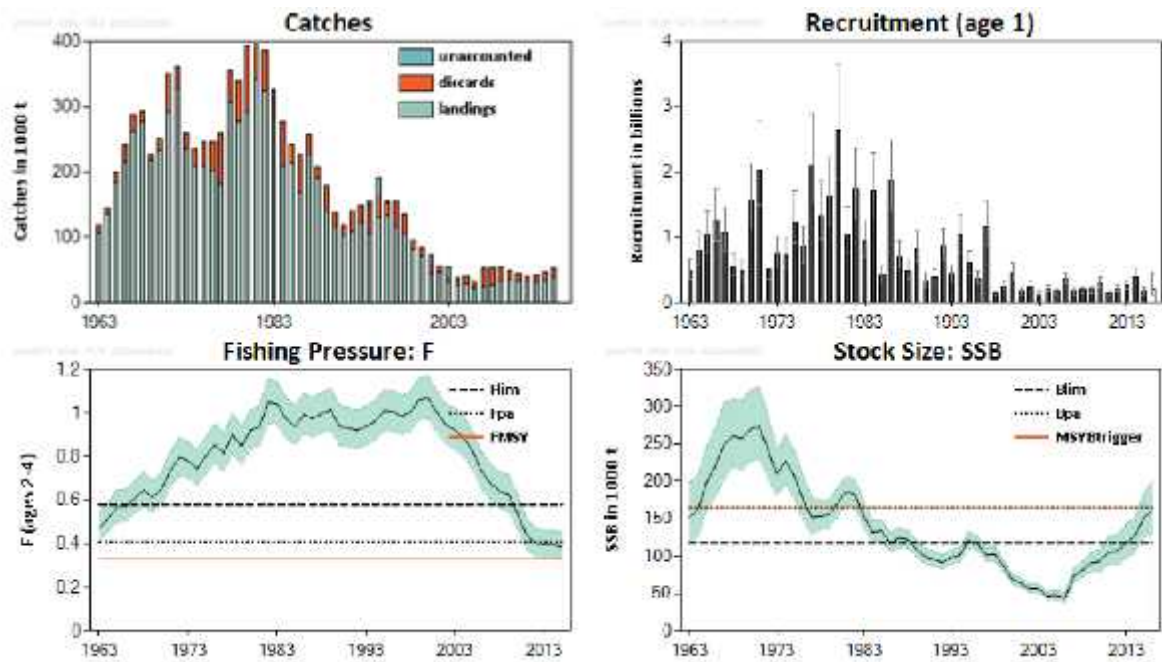 Catches
400
300
200
100
0
Catches in 1000 t
unaccounted
discards
landings
1963
1983
2003
Recruitment (age 1)
4
3
2
1
0
Recruitment in billions
1963
1973
1983
1993
2003
2013
Fishing Pressure: F
1.2
1
0.8
0.6
0.4
0.2
0
F (ages 2-4)
Flim
Fpa
FMSY
1963
1973
1983
1993
2003
2013
Stock Size: SSB
350
300
250
200
150
100
50
0
SSB in 1000 t
Blim
Bpa
MSYBtrigger
1963
1973
1983
1993
2003
2013